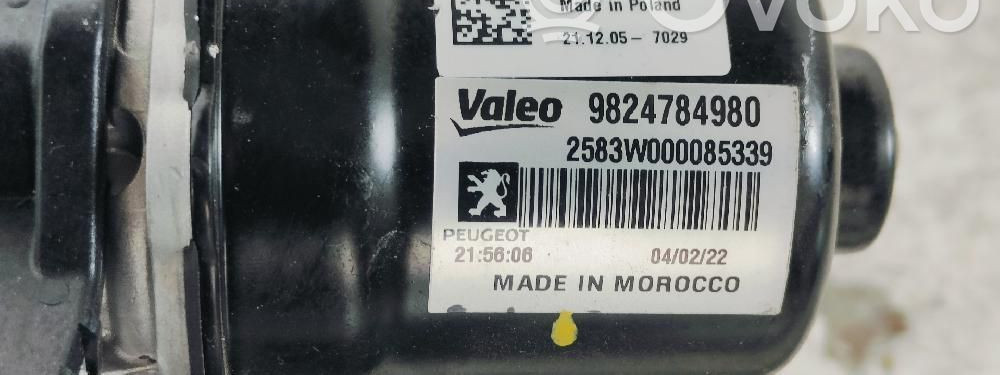 OVOKO
Made in Poland
21.12.05- 7029
Valeo 9824784980
2583W000085339
PEUGEOT
21:56:06 04/02/22
MADE IN MOROCCO